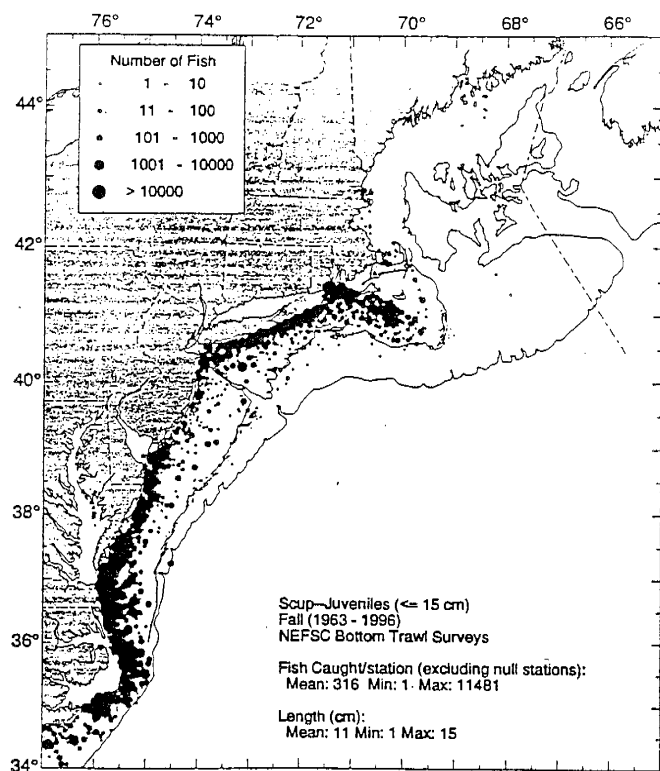 76° 74° 72° 70° 68° 66°
Number of Fish
1 - 10
11 - 100
101 - 1000
1001 - 10000
> 10000
44°
42°
40°
38°
36°
34°
Scup-Juveniles (<= 15 cm)
Fall (1963 - 1996)
NEFSC Bottom Trawl Surveys
Fish Caught/station (excluding null stations):
Mean: 316 Min: 1 Max: 11481
Length (cm):
Mean: 11 Min: 1 Max: 15